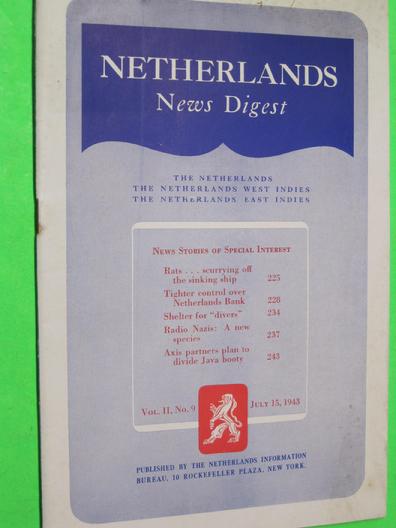 NETHERLANDS
News Digest
THE NETHERLANDS
THE NETHERLANDS WEST INDIES
THE NETHERLANDS EAST INDIES
News Stories of Special Interest
Rats . . . scurrying off
the sinking ship 225
Tighter control over
Netherlands Bank 228
Shelter for "divers" 234
Radio Nazis: A new
species 237
Axis partners plan to
divide Java booty 243
Vol. II, No. 9 July 15, 1943
PUBLISHED BY THE NETHERLANDS INFORMATION
BUREAU, 10 ROCKEFELLER PLAZA, NEW YORK.